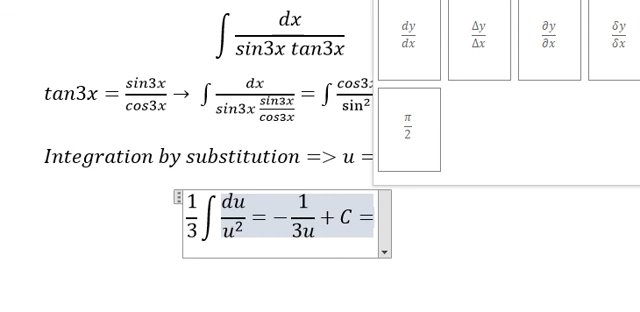 ∫ dx / (sin3x tan3x)
tan3x = sin3x/cos3x → ∫ dx / (sin3x sin3x/cos3x) = ∫ cos3 / sin²
Integration by substitution => u =
1/3 ∫ du/u² = − 1/3u + C =
dy/dx Δy/Δx ∂y/∂x δy/δx
π/2